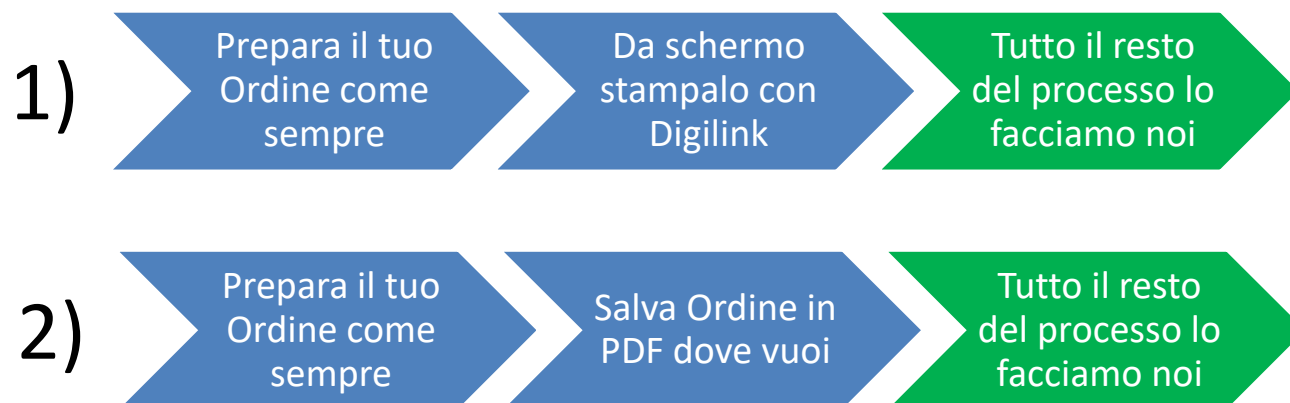 1)
Prepara il tuo
Ordine come
sempre
Da schermo
stampalo con
Digilink
Tutto il resto
del processo lo
facciamo noi
2)
Prepara il tuo
Ordine come
sempre
Salva Ordine in
PDF dove vuoi
Tutto il resto
del processo lo
facciamo noi